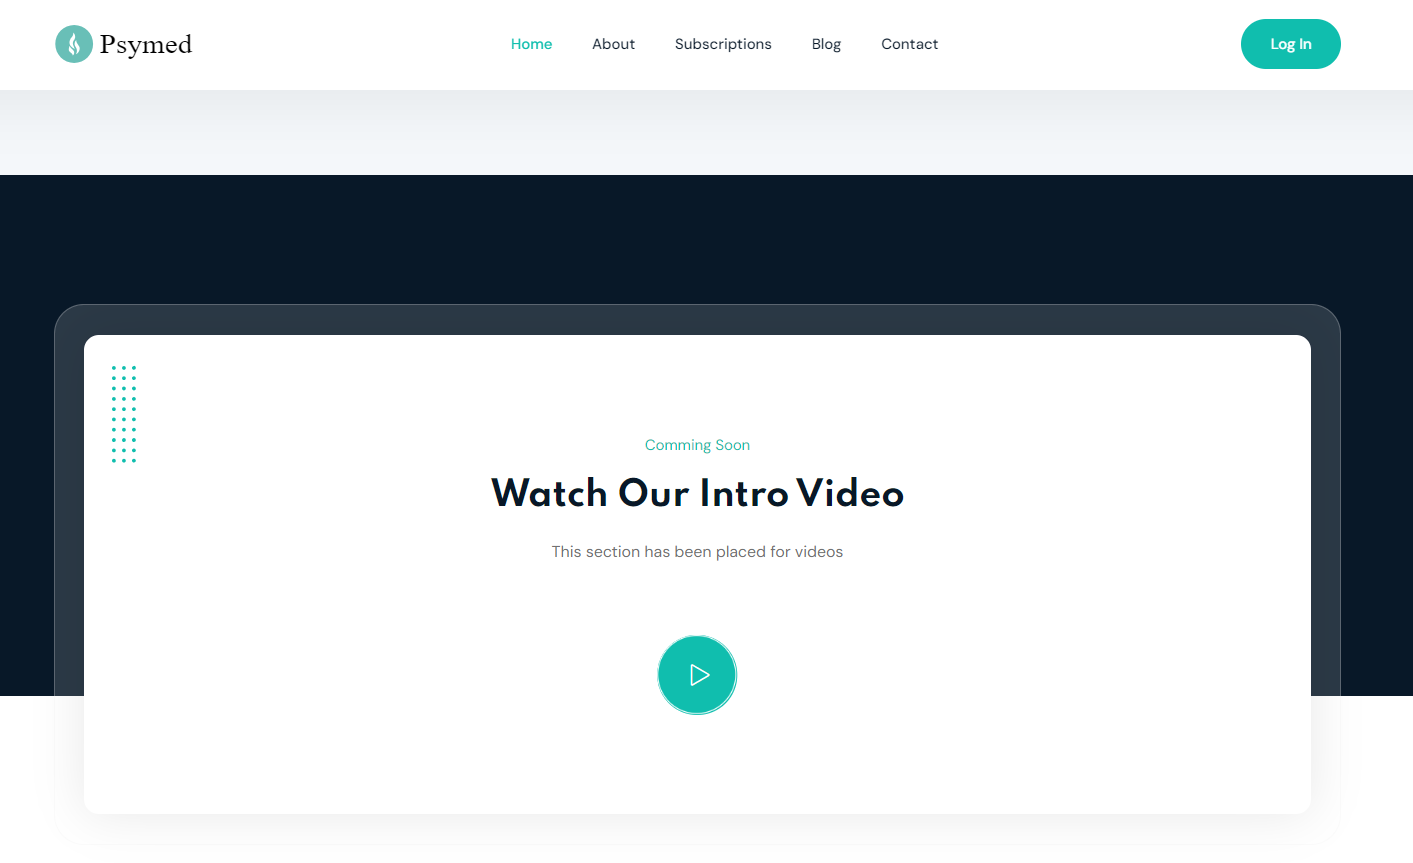 Psymed
Home About Subscriptions Blog Contact
Log In
Comming Soon
Watch Our Intro Video
This section has been placed for videos